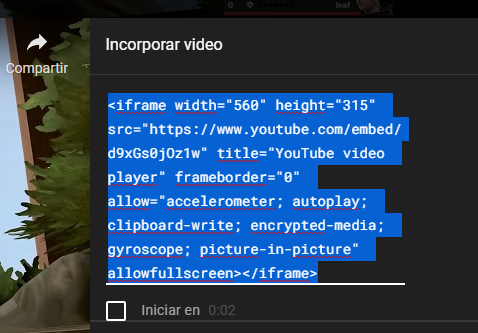 0 leaf
Incorporar video
Compartir
<iframe width="560" height="315"
src="https://www.youtube.com/embed/
d9xGs0jOz1w" title="YouTube video
player" frameborder="0"
allow="accelerometer; autoplay;
clipboard-write; encrypted-media;
gyroscope; picture-in-picture"
allowfullscreen></iframe>
Iniciar en 0:02